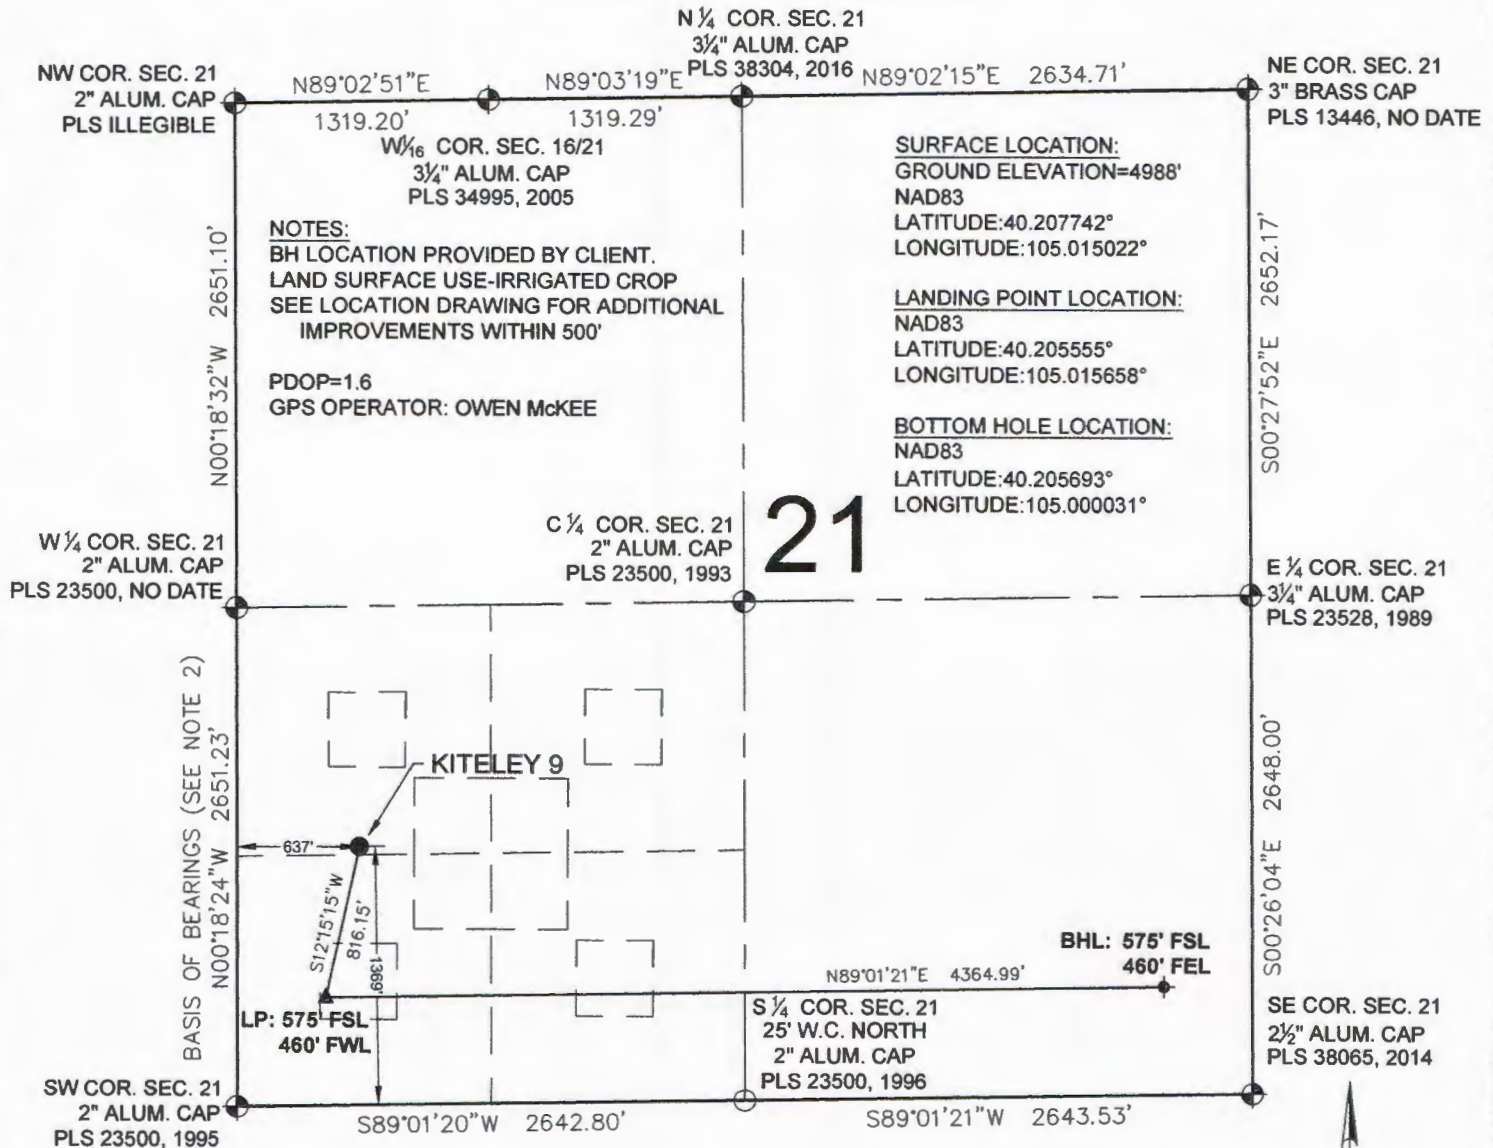 N ¼ COR. SEC. 21
3¼" ALUM. CAP
PLS 38304, 2016
NW COR. SEC. 21
2" ALUM. CAP
PLS ILLEGIBLE
N89°02'51"E
1319.20'
N89°03'19"E
1319.29'
N89°02'15"E 2634.71'
NE COR. SEC. 21
3" BRASS CAP
PLS 13446, NO DATE
W1⁄16 COR. SEC. 16/21
3¼" ALUM. CAP
PLS 34995, 2005
NOTES:
BH LOCATION PROVIDED BY CLIENT.
LAND SURFACE USE-IRRIGATED CROP
SEE LOCATION DRAWING FOR ADDITIONAL
IMPROVEMENTS WITHIN 500'
PDOP=1.6
GPS OPERATOR: OWEN McKEE
SURFACE LOCATION:
GROUND ELEVATION=4988'
NAD83
LATITUDE:40.207742°
LONGITUDE:105.015022°
LANDING POINT LOCATION:
NAD83
LATITUDE:40.205555°
LONGITUDE:105.015658°
BOTTOM HOLE LOCATION:
NAD83
LATITUDE:40.205693°
LONGITUDE:105.000031°
N00°18'32"W 2651.10'
S00°27'52"E 2652.17'
W ¼ COR. SEC. 21
2" ALUM. CAP
PLS 23500, NO DATE
C ¼ COR. SEC. 21
2" ALUM. CAP
PLS 23500, 1993
21
E ¼ COR. SEC. 21
3¼" ALUM. CAP
PLS 23528, 1989
BASIS OF BEARINGS (SEE NOTE 2)
N00°18'24"W 2651.23'
KITELEY 9
637'
S12°15'15"W
816.15'
1369'
S00°26'04"E 2648.00'
BHL: 575' FSL
460' FEL
N89°01'21"E 4364.99'
LP: 575' FSL
460' FWL
S ¼ COR. SEC. 21
25' W.C. NORTH
2" ALUM. CAP
PLS 23500, 1996
SE COR. SEC. 21
2½" ALUM. CAP
PLS 38065, 2014
SW COR. SEC. 21
2" ALUM. CAP
PLS 23500, 1995
S89°01'20"W 2642.80'
S89°01'21"W 2643.53'